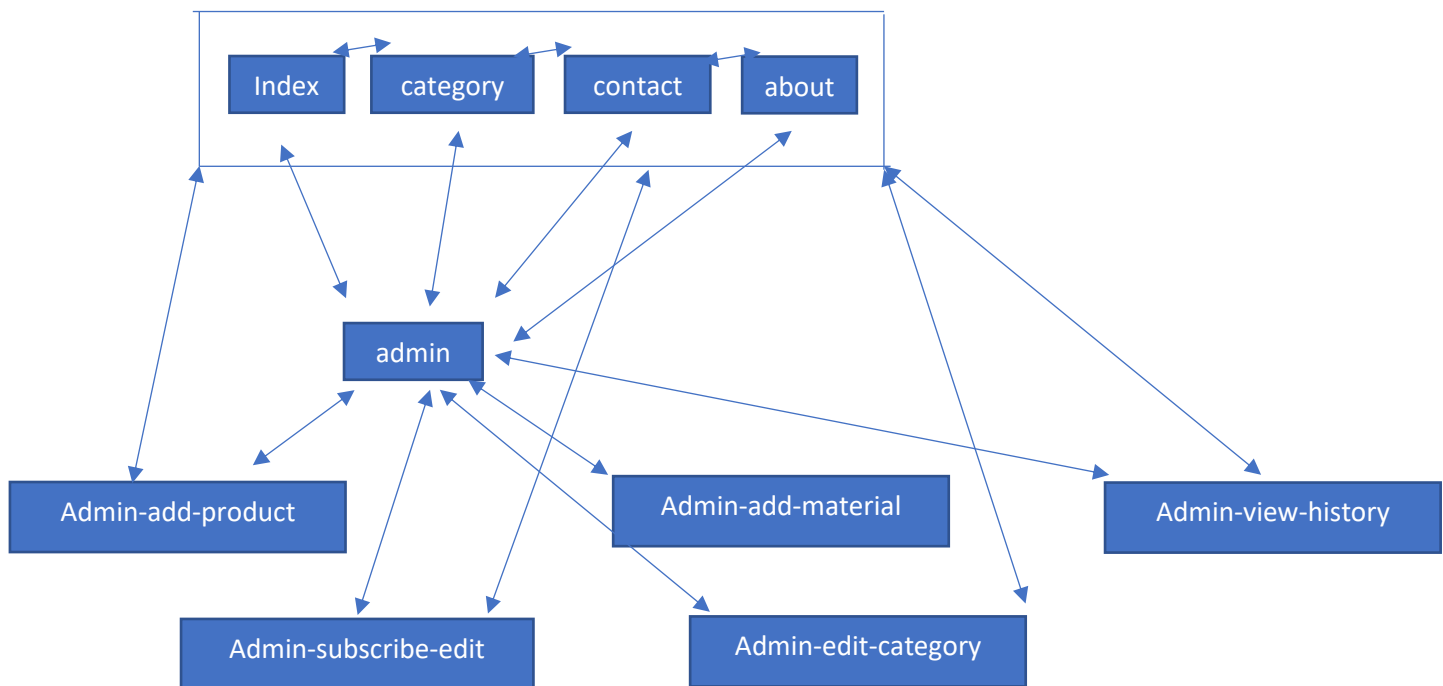 Index
category
contact
about
admin
Admin-add-product
Admin-add-material
Admin-view-history
Admin-subscribe-edit
Admin-edit-category